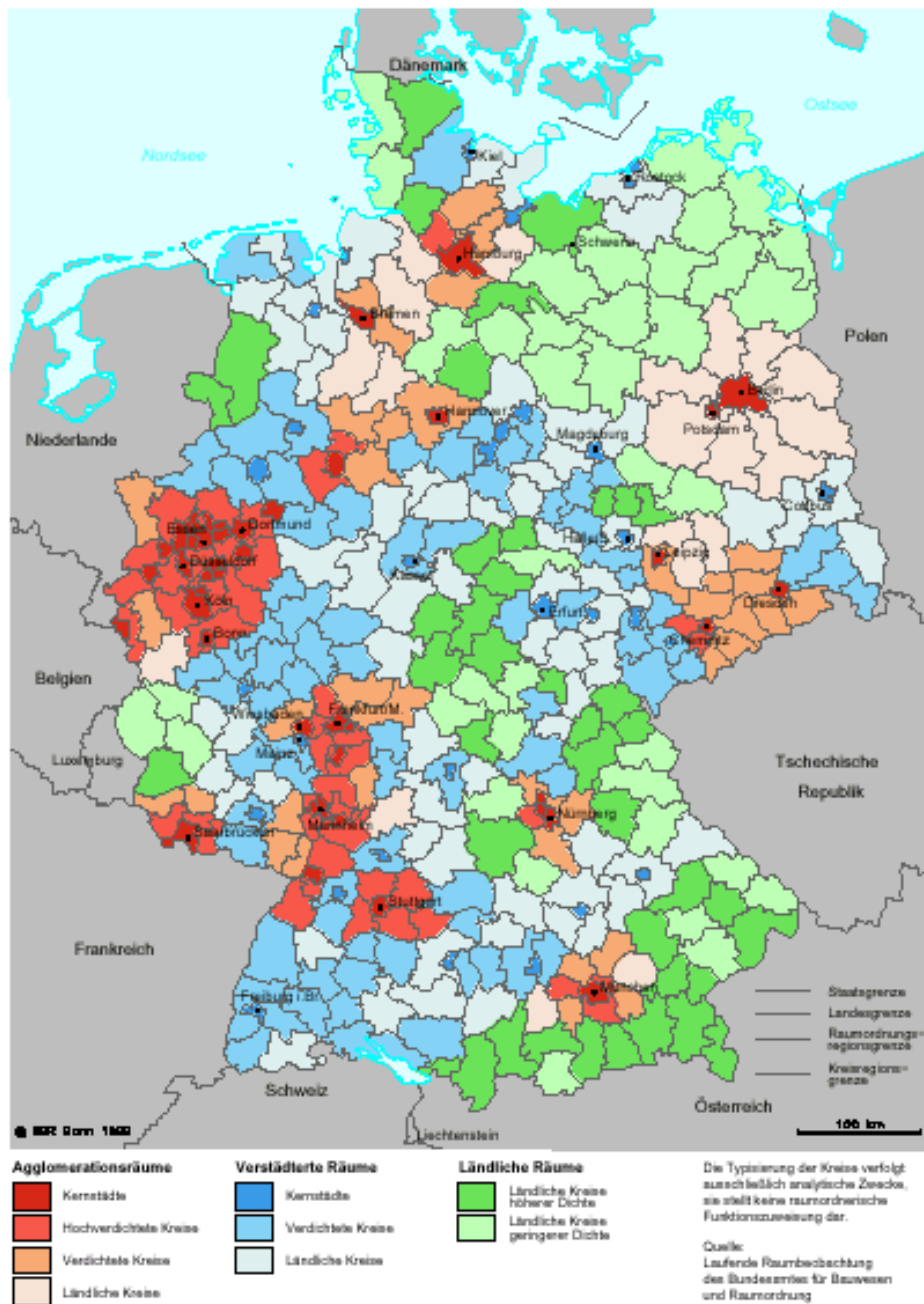 Dänemark
Nordsee
Ostsee
Kiel
Rostock
Schwerin
Hamburg
Bremen
Polen
Berlin
Potsdam
Hannover
Niederlande
Magdeburg
Cottbus
Essen
Dortmund
Halle/S.
Leipzig
Düsseldorf
Kassel
Dresden
Köln
Erfurt
Bonn
Chemnitz
Belgien
Wiesbaden
Frankfurt/M.
Mainz
Luxemburg
Tschechische
Republik
Nürnberg
Saarbrücken
Mannheim
Stuttgart
Frankreich
München
Freiburg i.Br.
Staatsgrenze
Landesgrenze
Raumordnungs-
regionsgrenze
Kreisregions-
grenze
Schweiz
Österreich
Liechtenstein
100 km
Agglomerationsräume
Kernstädte
Hochverdichtete Kreise
Verdichtete Kreise
Ländliche Kreise
Verstädterte Räume
Kernstädte
Verdichtete Kreise
Ländliche Kreise
Ländliche Räume
Ländliche Kreise
höherer Dichte
Ländliche Kreise
geringerer Dichte
Die Typisierung der Kreise verfolgt
ausschließlich analytische Zwecke,
sie stellt keine raumordnerische
Funktionszuweisung dar.
Quelle:
Laufende Raumbeobachtung
des Bundesamtes für Bauwesen
und Raumordnung